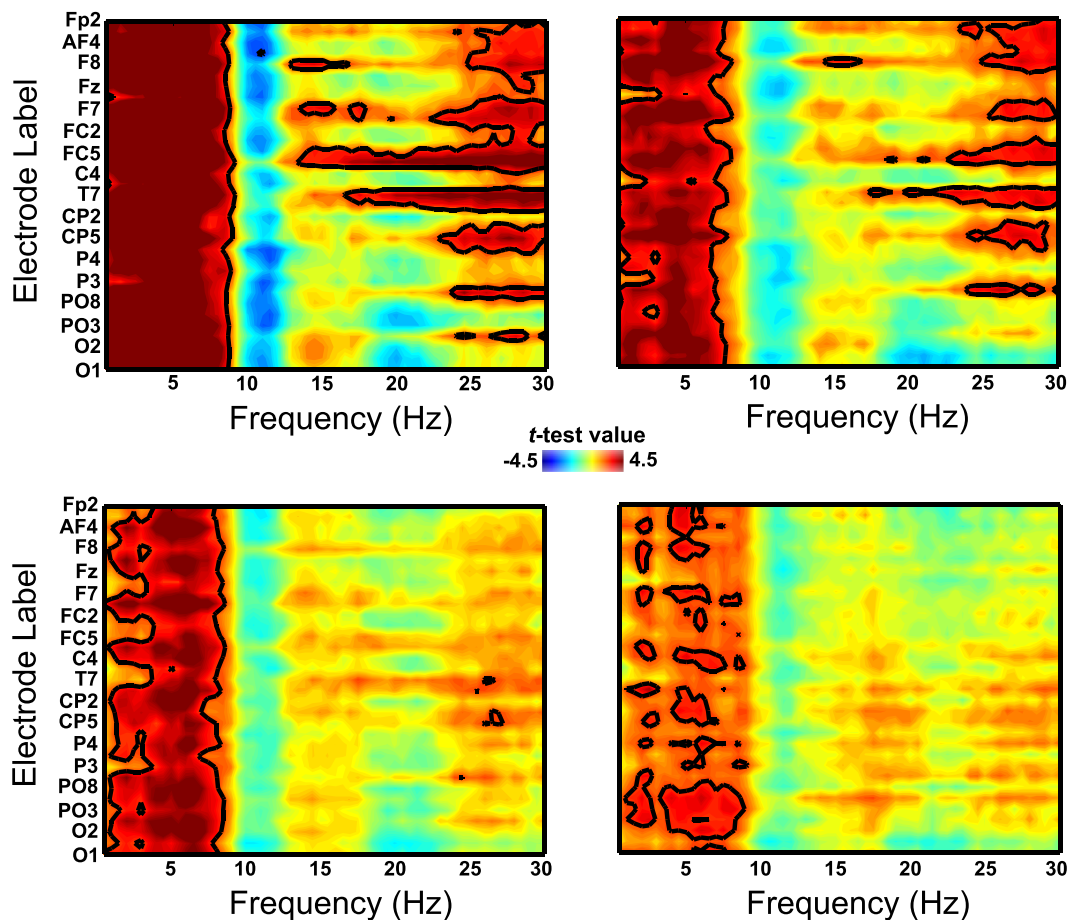 Electrode Label
Fp2
AF4
F8
Fz
F7
FC2
FC5
C4
T7
CP2
CP5
P4
P3
PO8
PO3
O2
O1
5 10 15 20 25 30
Frequency (Hz)
5 10 15 20 25 30
Frequency (Hz)
t-test value
-4.5 4.5
Electrode Label
Fp2
AF4
F8
Fz
F7
FC2
FC5
C4
T7
CP2
CP5
P4
P3
PO8
PO3
O2
O1
5 10 15 20 25 30
Frequency (Hz)
5 10 15 20 25 30
Frequency (Hz)